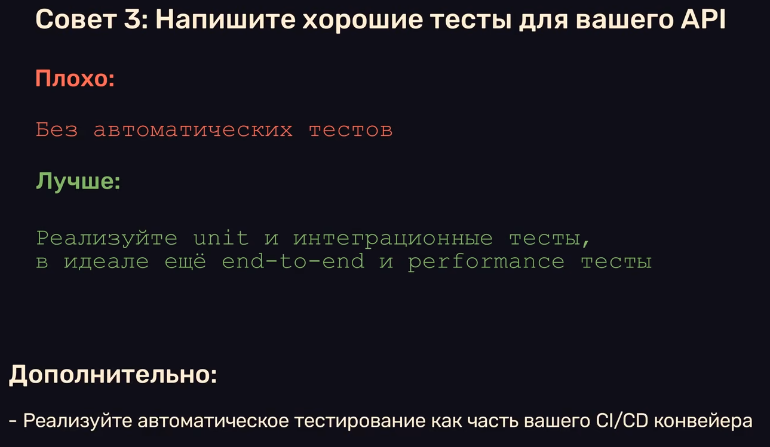 Совет 3: Напишите хорошие тесты для вашего API
Плохо:
Без автоматических тестов
Лучше:
Реализуйте unit и интеграционные тесты,
в идеале ещё end-to-end и performance тесты
Дополнительно:
- Реализуйте автоматическое тестирование как часть вашего CI/CD конвейера